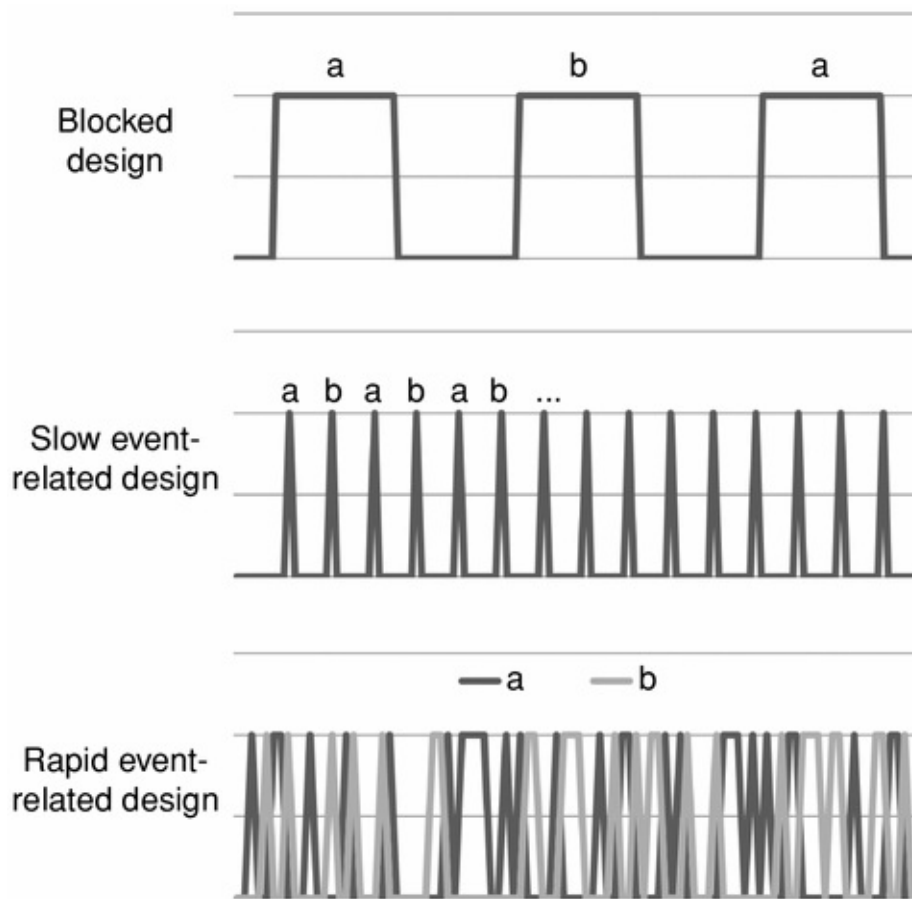 a b a
Blocked
design
a b a b a b ...
Slow event-
related design
a b
Rapid event-
related design